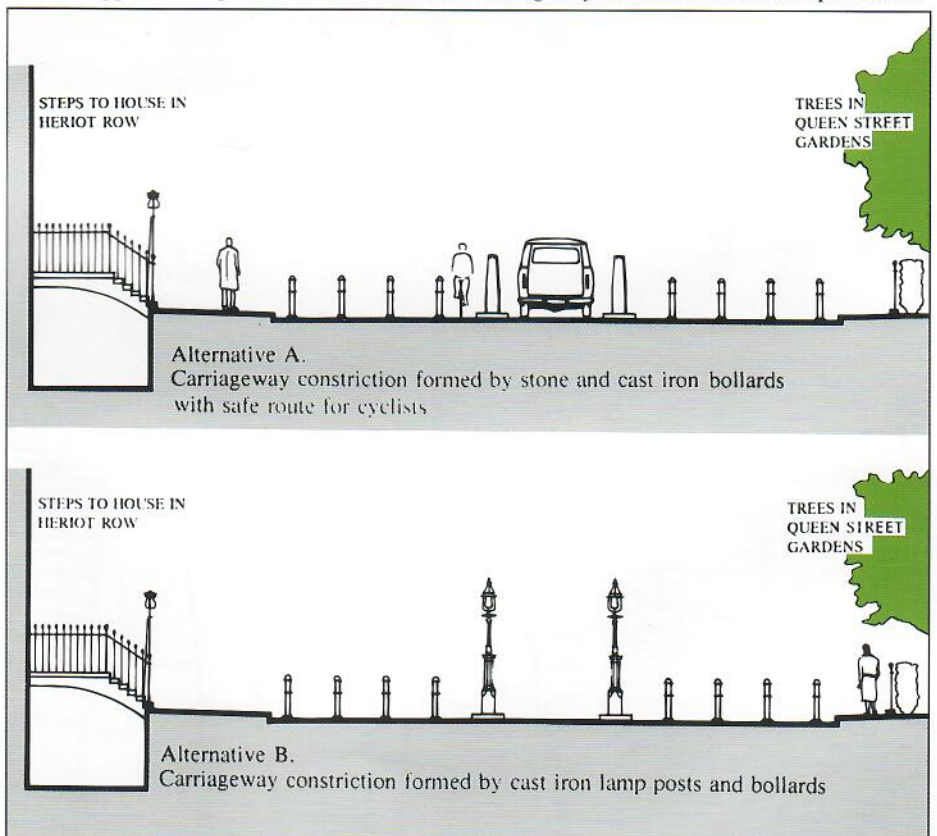 STEPS TO HOUSE IN
HERIOT ROW
TREES IN
QUEEN STREET
GARDENS
Alternative A.
Carriageway constriction formed by stone and cast iron bollards
with safe route for cyclists
STEPS TO HOUSE IN
HERIOT ROW
TREES IN
QUEEN STREET
GARDENS
Alternative B.
Carriageway constriction formed by cast iron lamp posts and bollards